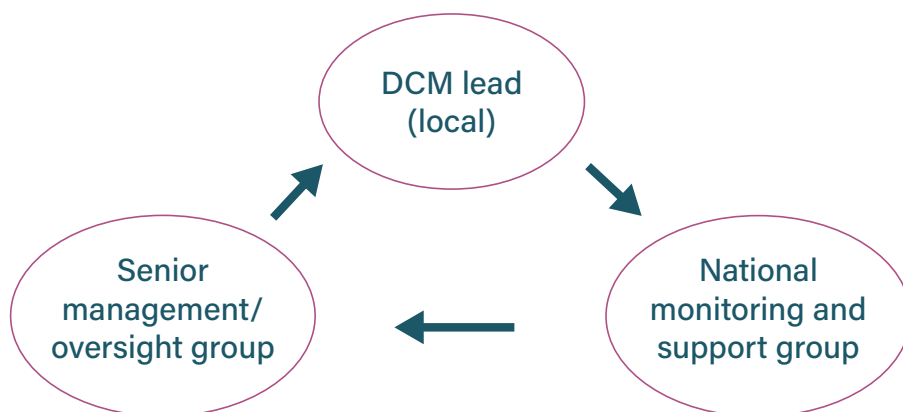 DCM lead
(local)
Senior
management/
oversight group
National
monitoring and
support group